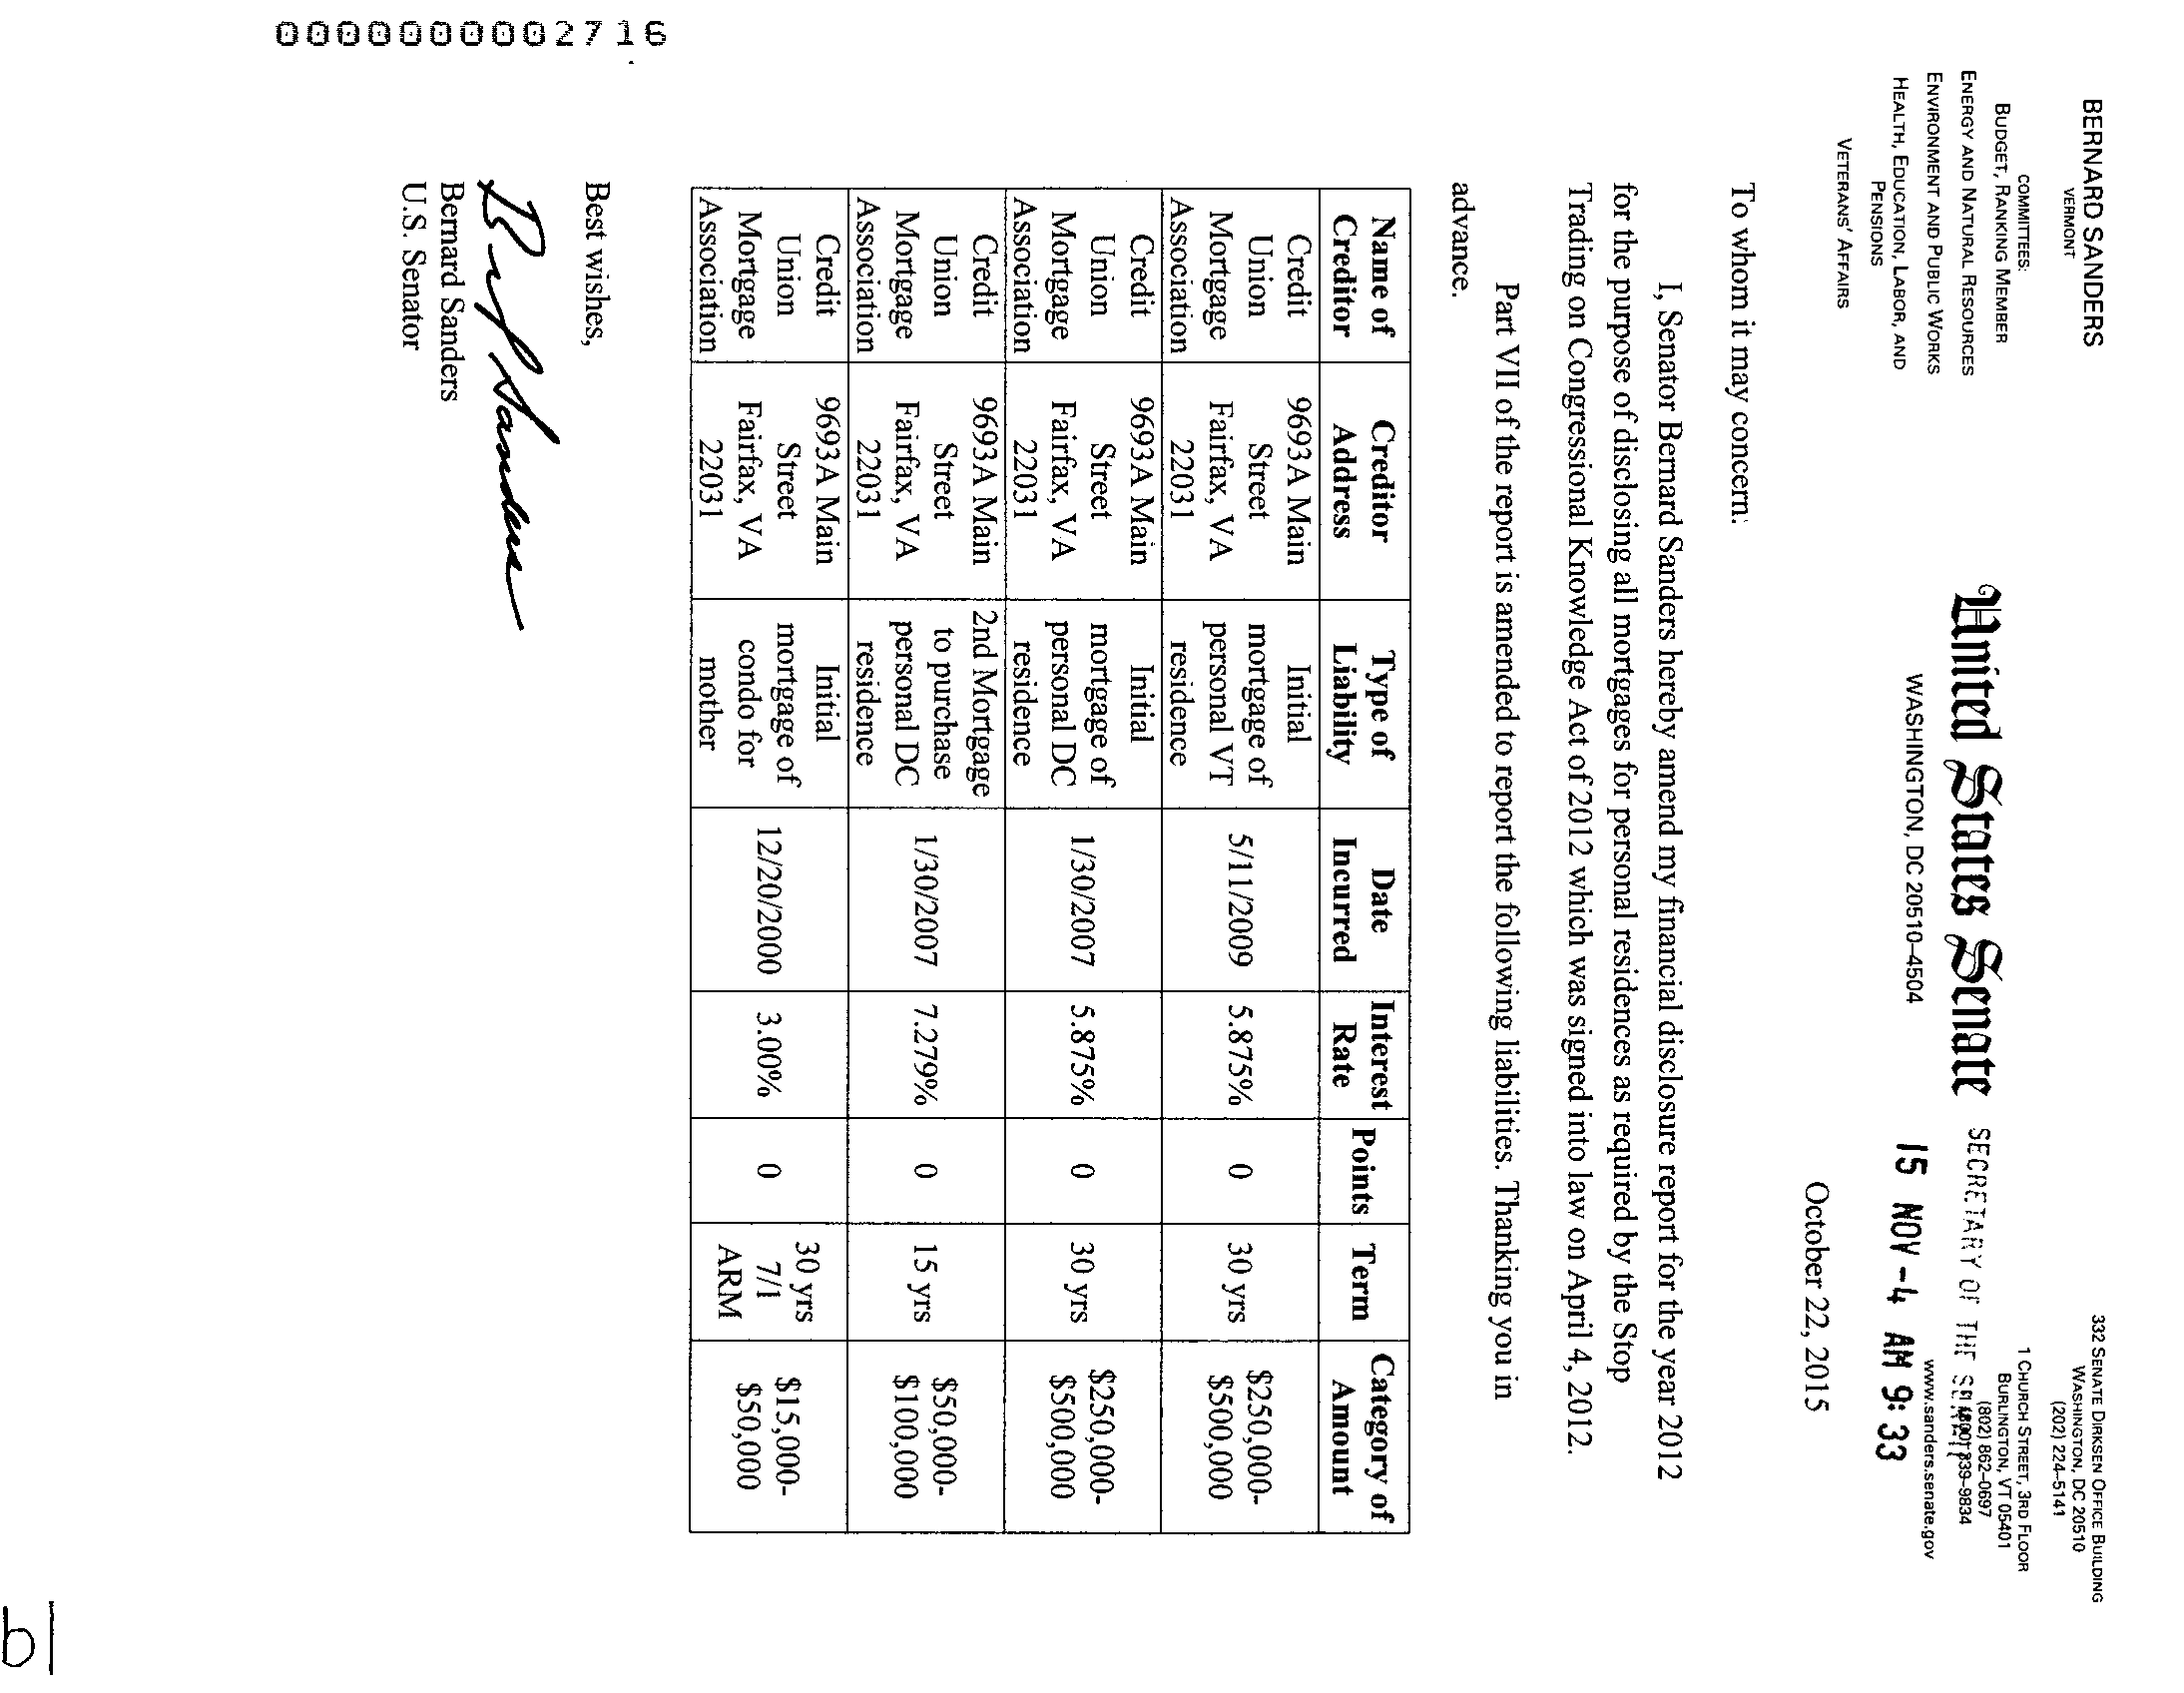 0000000002716
BERNARD SANDERS
VERMONT
COMMITTEES:
BUDGET, RANKING MEMBER
ENERGY AND NATURAL RESOURCES
ENVIRONMENT AND PUBLIC WORKS
HEALTH, EDUCATION, LABOR, AND
PENSIONS
VETERANS' AFFAIRS
United States Senate
WASHINGTON, DC 20510–4504
SECRETARY OF THE SENATE
15 NOV -4 AM 9:33
332 SENATE DIRKSEN OFFICE BUILDING
WASHINGTON, DC 20510
(202) 224–5141
1 CHURCH STREET, 3RD FLOOR
BURLINGTON, VT 05401
(802) 862–0697
1 (800) 339–9834
www.sanders.senate.gov
October 22, 2015
To whom it may concern:
I, Senator Bernard Sanders hereby amend my financial disclosure report for the year 2012
for the purpose of disclosing all mortgages for personal residences as required by the Stop
Trading on Congressional Knowledge Act of 2012 which was signed into law on April 4, 2012.
Part VII of the report is amended to report the following liabilities. Thanking you in
advance.
Name of Creditor Creditor Address Type of Liability Date Incurred Interest Rate Points Term Category of Amount
Credit Union Mortgage Association 9693A Main Street Fairfax, VA 22031 Initial mortgage of personal VT residence 5/11/2009 5.875% 0 30 yrs $250,000-$500,000
Credit Union Mortgage Association 9693A Main Street Fairfax, VA 22031 Initial mortgage of personal DC residence 1/30/2007 5.875% 0 30 yrs $250,000-$500,000
Credit Union Mortgage Association 9693A Main Street Fairfax, VA 22031 2nd Mortgage to purchase personal DC residence 1/30/2007 7.279% 0 15 yrs $50,000-$100,000
Credit Union Mortgage Association 9693A Main Street Fairfax, VA 22031 Initial mortgage of condo for mother 12/20/2000 3.00% 0 30 yrs 7/1 ARM $15,000-$50,000
Best wishes,
Bernard Sanders
U.S. Senator